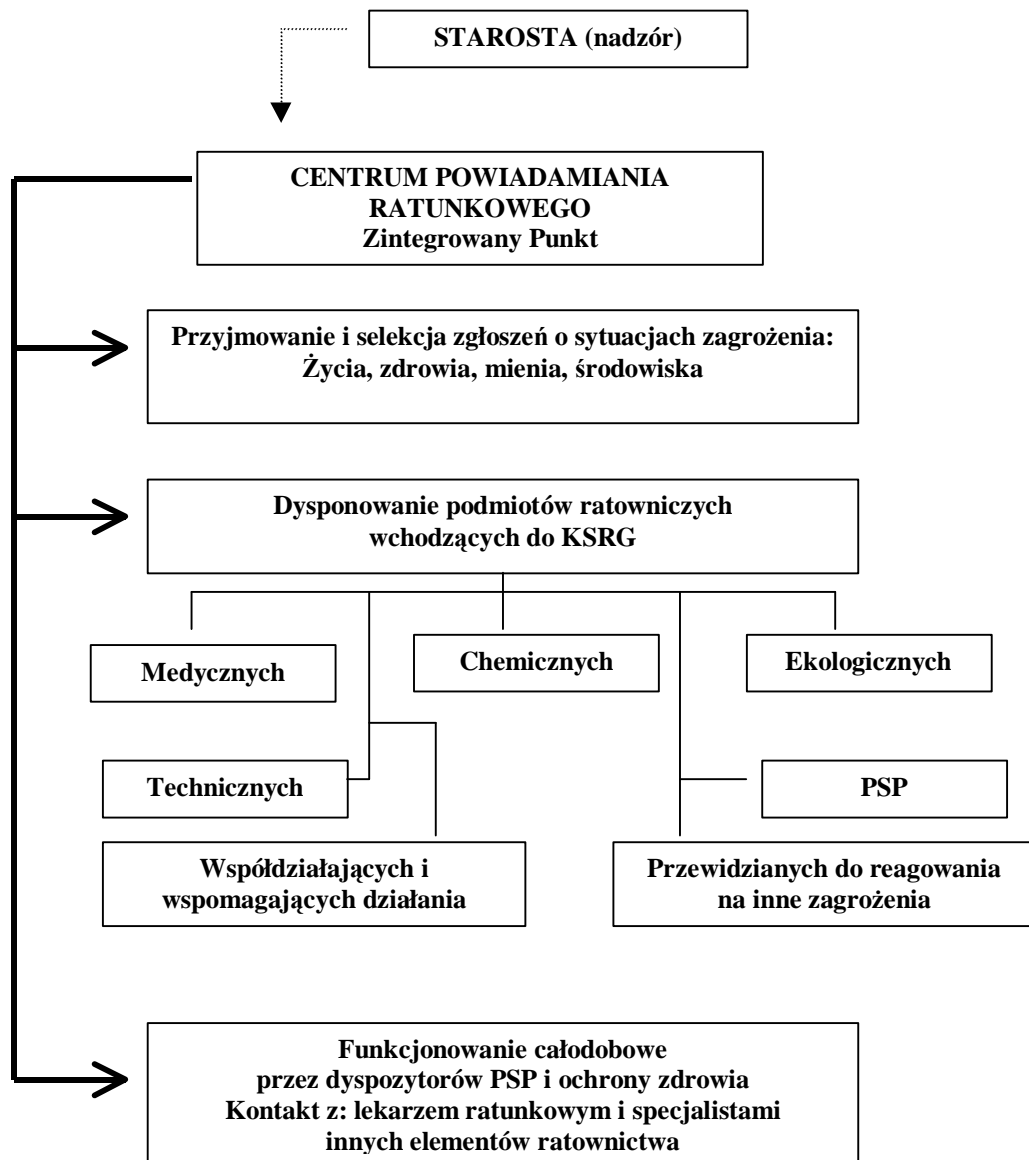 STAROSTA (nadzór)
CENTRUM POWIADAMIANIA
RATUNKOWEGO
Zintegrowany Punkt
Przyjmowanie i selekcja zgłoszeń o sytuacjach zagrożenia:
Życia, zdrowia, mienia, środowiska
Dysponowanie podmiotów ratowniczych
wchodzących do KSRG
Medycznych
Chemicznych
Ekologicznych
Technicznych
PSP
Współdziałających i
wspomagających działania
Przewidzianych do reagowania
na inne zagrożenia
Funkcjonowanie całodobowe
przez dyspozytorów PSP i ochrony zdrowia
Kontakt z: lekarzem ratunkowym i specjalistami
innych elementów ratownictwa